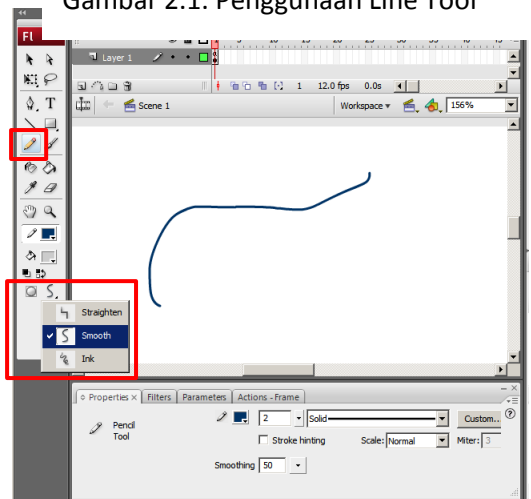 Gambar 2.1. Penggunaan Line Tool
Fl
Layer 1
1 12.0 fps 0.0s
T
Scene 1 Workspace 156%
Straighten
Smooth
Ink
Properties × Filters Parameters Actions - Frame
Pencil Tool
2 Solid Custom...
Stroke hinting Scale: Normal Miter: 3
Smoothing 50